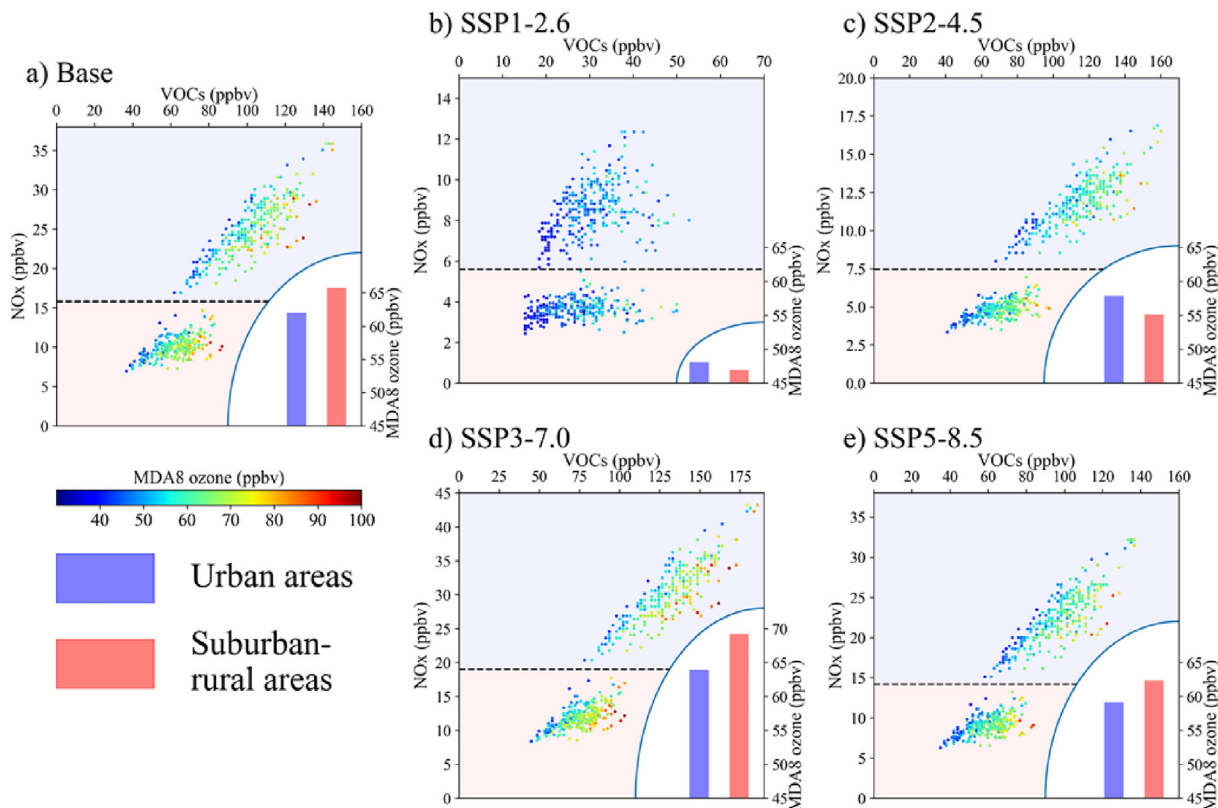 a) Base
VOCs (ppbv)
0 20 40 60 80 100 120 140 160
NOx (ppbv)
35
30
25
20
15
10
5
0
65
60
55
50
45
MDA8 ozone (ppbv)
b) SSP1-2.6
VOCs (ppbv)
0 10 20 30 40 50 60 70
NOx (ppbv)
14
12
10
8
6
4
2
0
65
60
55
50
45
MDA8 ozone (ppbv)
c) SSP2-4.5
VOCs (ppbv)
0 20 40 60 80 100 120 140 160
NOx (ppbv)
20.0
17.5
15.0
12.5
10.0
7.5
5.0
2.5
0.0
65
60
55
50
45
MDA8 ozone (ppbv)
MDA8 ozone (ppbv)
40 50 60 70 80 90 100
Urban areas
Suburban-
rural areas
d) SSP3-7.0
VOCs (ppbv)
0 25 50 75 100 125 150 175
NOx (ppbv)
45
40
35
30
25
20
15
10
5
0
70
65
60
55
50
45
MDA8 ozone (ppbv)
e) SSP5-8.5
VOCs (ppbv)
0 20 40 60 80 100 120 140 160
NOx (ppbv)
35
30
25
20
15
10
5
0
65
60
55
50
45
MDA8 ozone (ppbv)